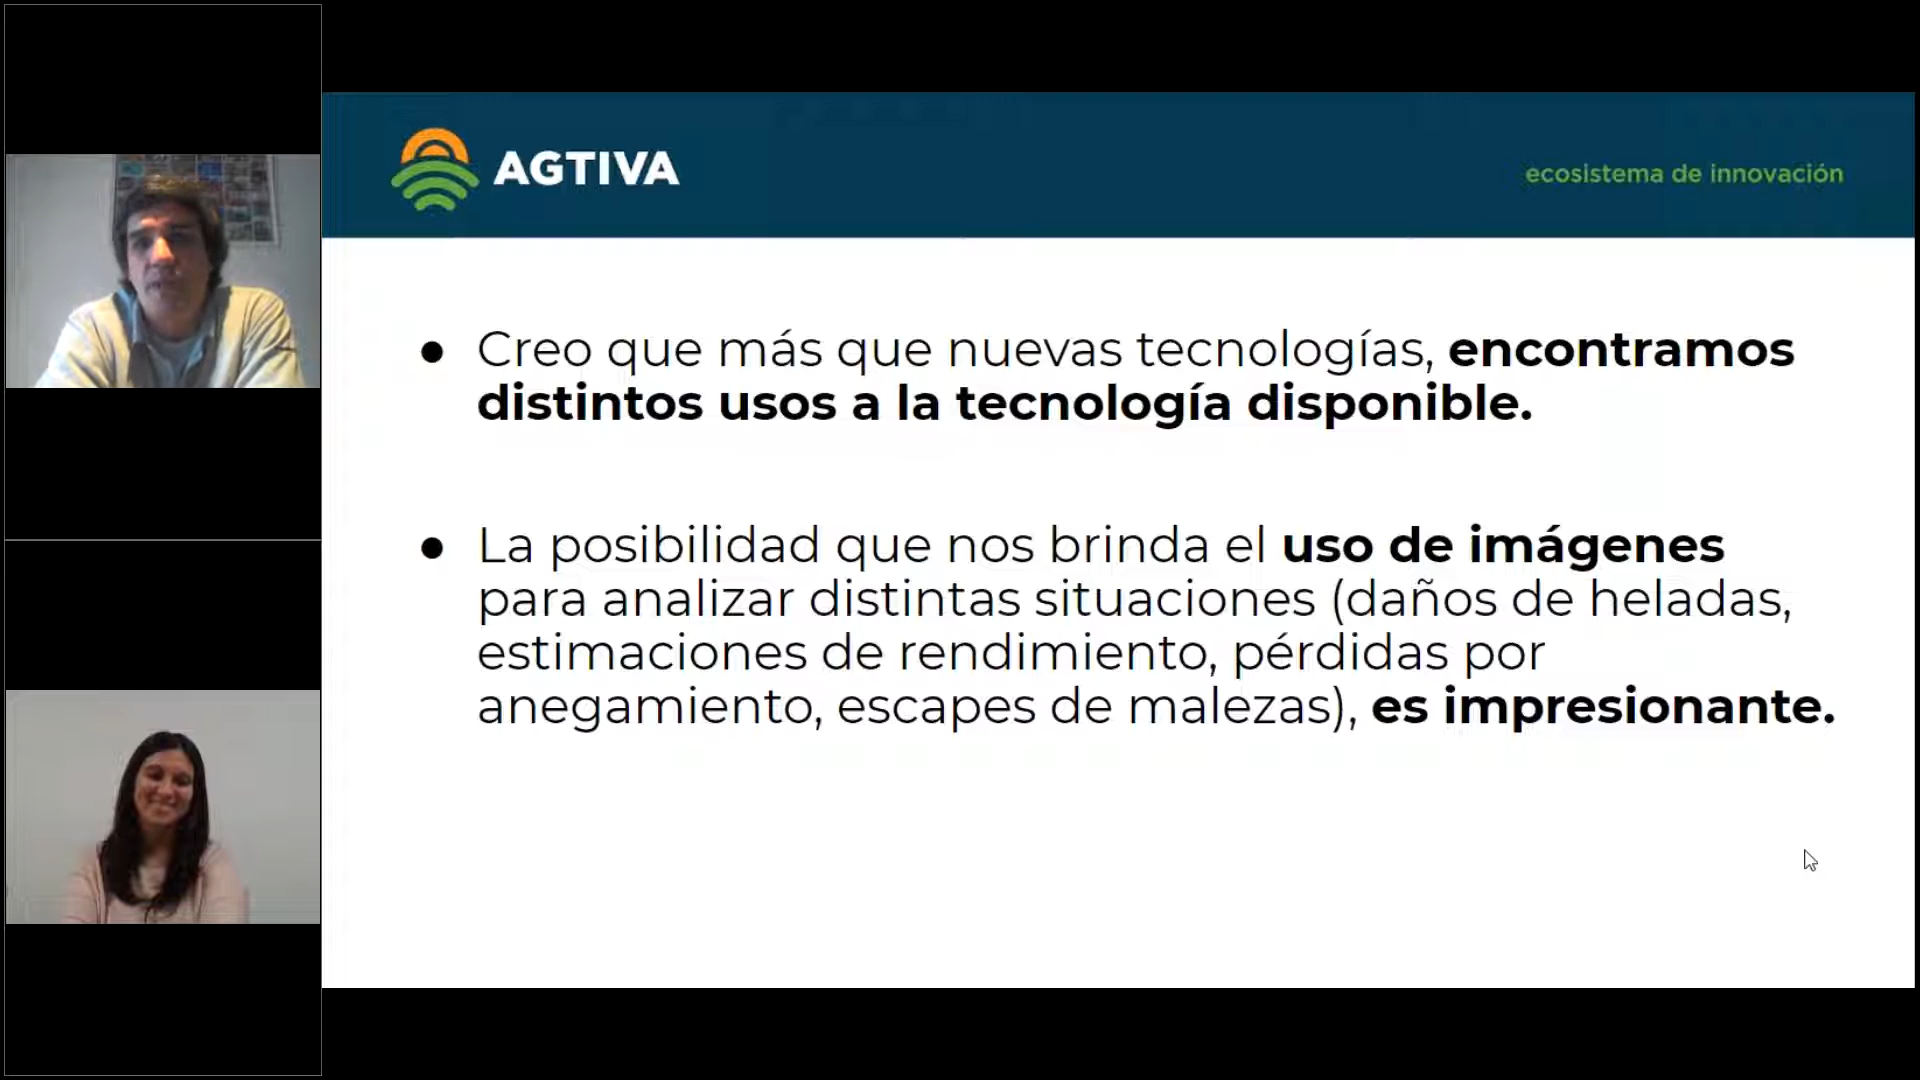 AGTIVA
ecosistema de innovación
● Creo que más que nuevas tecnologías, encontramos
distintos usos a la tecnología disponible.
● La posibilidad que nos brinda el uso de imágenes
para analizar distintas situaciones (daños de heladas,
estimaciones de rendimiento, pérdidas por
anegamiento, escapes de malezas), es impresionante.